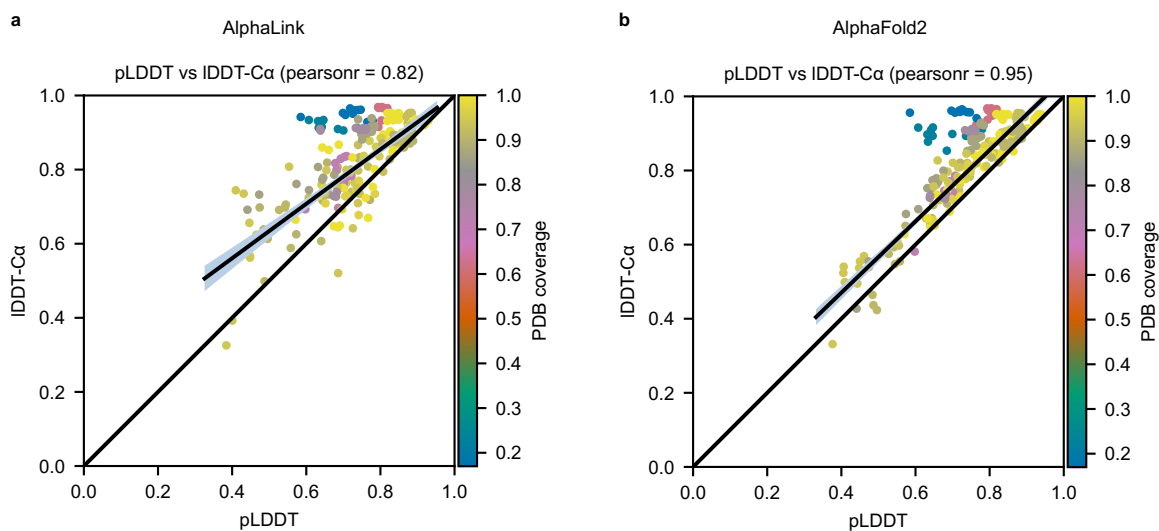 a
AlphaLink
pLDDT vs lDDT-Cα (pearsonr = 0.82)
1.0
0.8
0.6
0.4
0.2
0.0
lDDT-Cα
0.0 0.2 0.4 0.6 0.8 1.0
pLDDT
1.0
0.9
0.8
0.7
0.6
0.5
0.4
0.3
0.2
PDB coverage
b
AlphaFold2
pLDDT vs lDDT-Cα (pearsonr = 0.95)
1.0
0.8
0.6
0.4
0.2
0.0
lDDT-Cα
0.0 0.2 0.4 0.6 0.8 1.0
pLDDT
1.0
0.9
0.8
0.7
0.6
0.5
0.4
0.3
0.2
PDB coverage